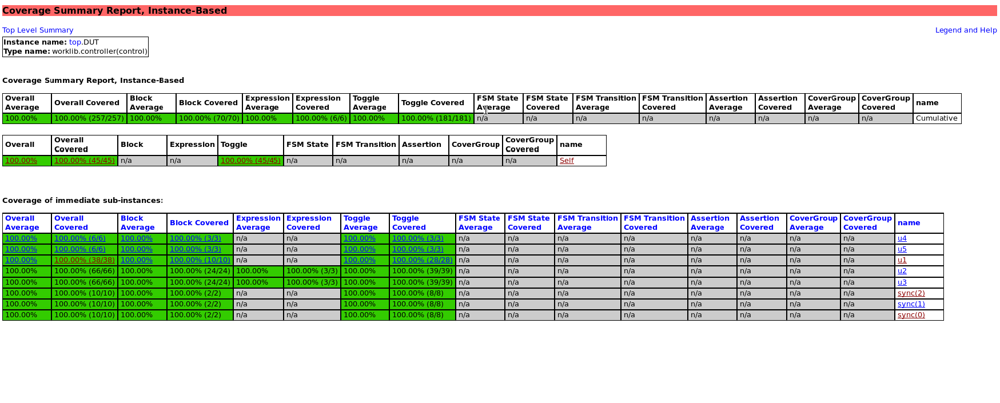 Coverage Summary Report, Instance-Based
Top Level Summary Legend and Help
Instance name: top.DUT
Type name: worklib.controller(control)
Coverage Summary Report, Instance-Based
Overall Average Overall Covered Block Average Block Covered Expression Average Expression Covered Toggle Average Toggle Covered FSM State Average FSM State Covered FSM Transition Average FSM Transition Covered Assertion Average Assertion Covered CoverGroup Average CoverGroup Covered name
100.00% 100.00% (257/257) 100.00% 100.00% (70/70) 100.00% 100.00% (6/6) 100.00% 100.00% (181/181) n/a n/a n/a n/a n/a n/a n/a n/a Cumulative
Overall Overall Covered Block Expression Toggle FSM State FSM Transition Assertion CoverGroup CoverGroup Covered name
100.00% 100.00% (45/45) n/a n/a 100.00% (45/45) n/a n/a n/a n/a n/a Self
Coverage of immediate sub-instances:
Overall Average Overall Covered Block Average Block Covered Expression Average Expression Covered Toggle Average Toggle Covered FSM State Average FSM State Covered FSM Transition Average FSM Transition Covered Assertion Average Assertion Covered CoverGroup Average CoverGroup Covered name
100.00% 100.00% (6/6) 100.00% 100.00% (3/3) n/a n/a 100.00% 100.00% (3/3) n/a n/a n/a n/a n/a n/a n/a n/a u4
100.00% 100.00% (6/6) 100.00% 100.00% (3/3) n/a n/a 100.00% 100.00% (3/3) n/a n/a n/a n/a n/a n/a n/a n/a u5
100.00% 100.00% (38/38) 100.00% 100.00% (10/10) n/a n/a 100.00% 100.00% (28/28) n/a n/a n/a n/a n/a n/a n/a n/a u1
100.00% 100.00% (66/66) 100.00% 100.00% (24/24) 100.00% 100.00% (3/3) 100.00% 100.00% (39/39) n/a n/a n/a n/a n/a n/a n/a n/a u2
100.00% 100.00% (66/66) 100.00% 100.00% (24/24) 100.00% 100.00% (3/3) 100.00% 100.00% (39/39) n/a n/a n/a n/a n/a n/a n/a n/a u3
100.00% 100.00% (10/10) 100.00% 100.00% (2/2) n/a n/a 100.00% 100.00% (8/8) n/a n/a n/a n/a n/a n/a n/a n/a sync(2)
100.00% 100.00% (10/10) 100.00% 100.00% (2/2) n/a n/a 100.00% 100.00% (8/8) n/a n/a n/a n/a n/a n/a n/a n/a sync(1)
100.00% 100.00% (10/10) 100.00% 100.00% (2/2) n/a n/a 100.00% 100.00% (8/8) n/a n/a n/a n/a n/a n/a n/a n/a sync(0)